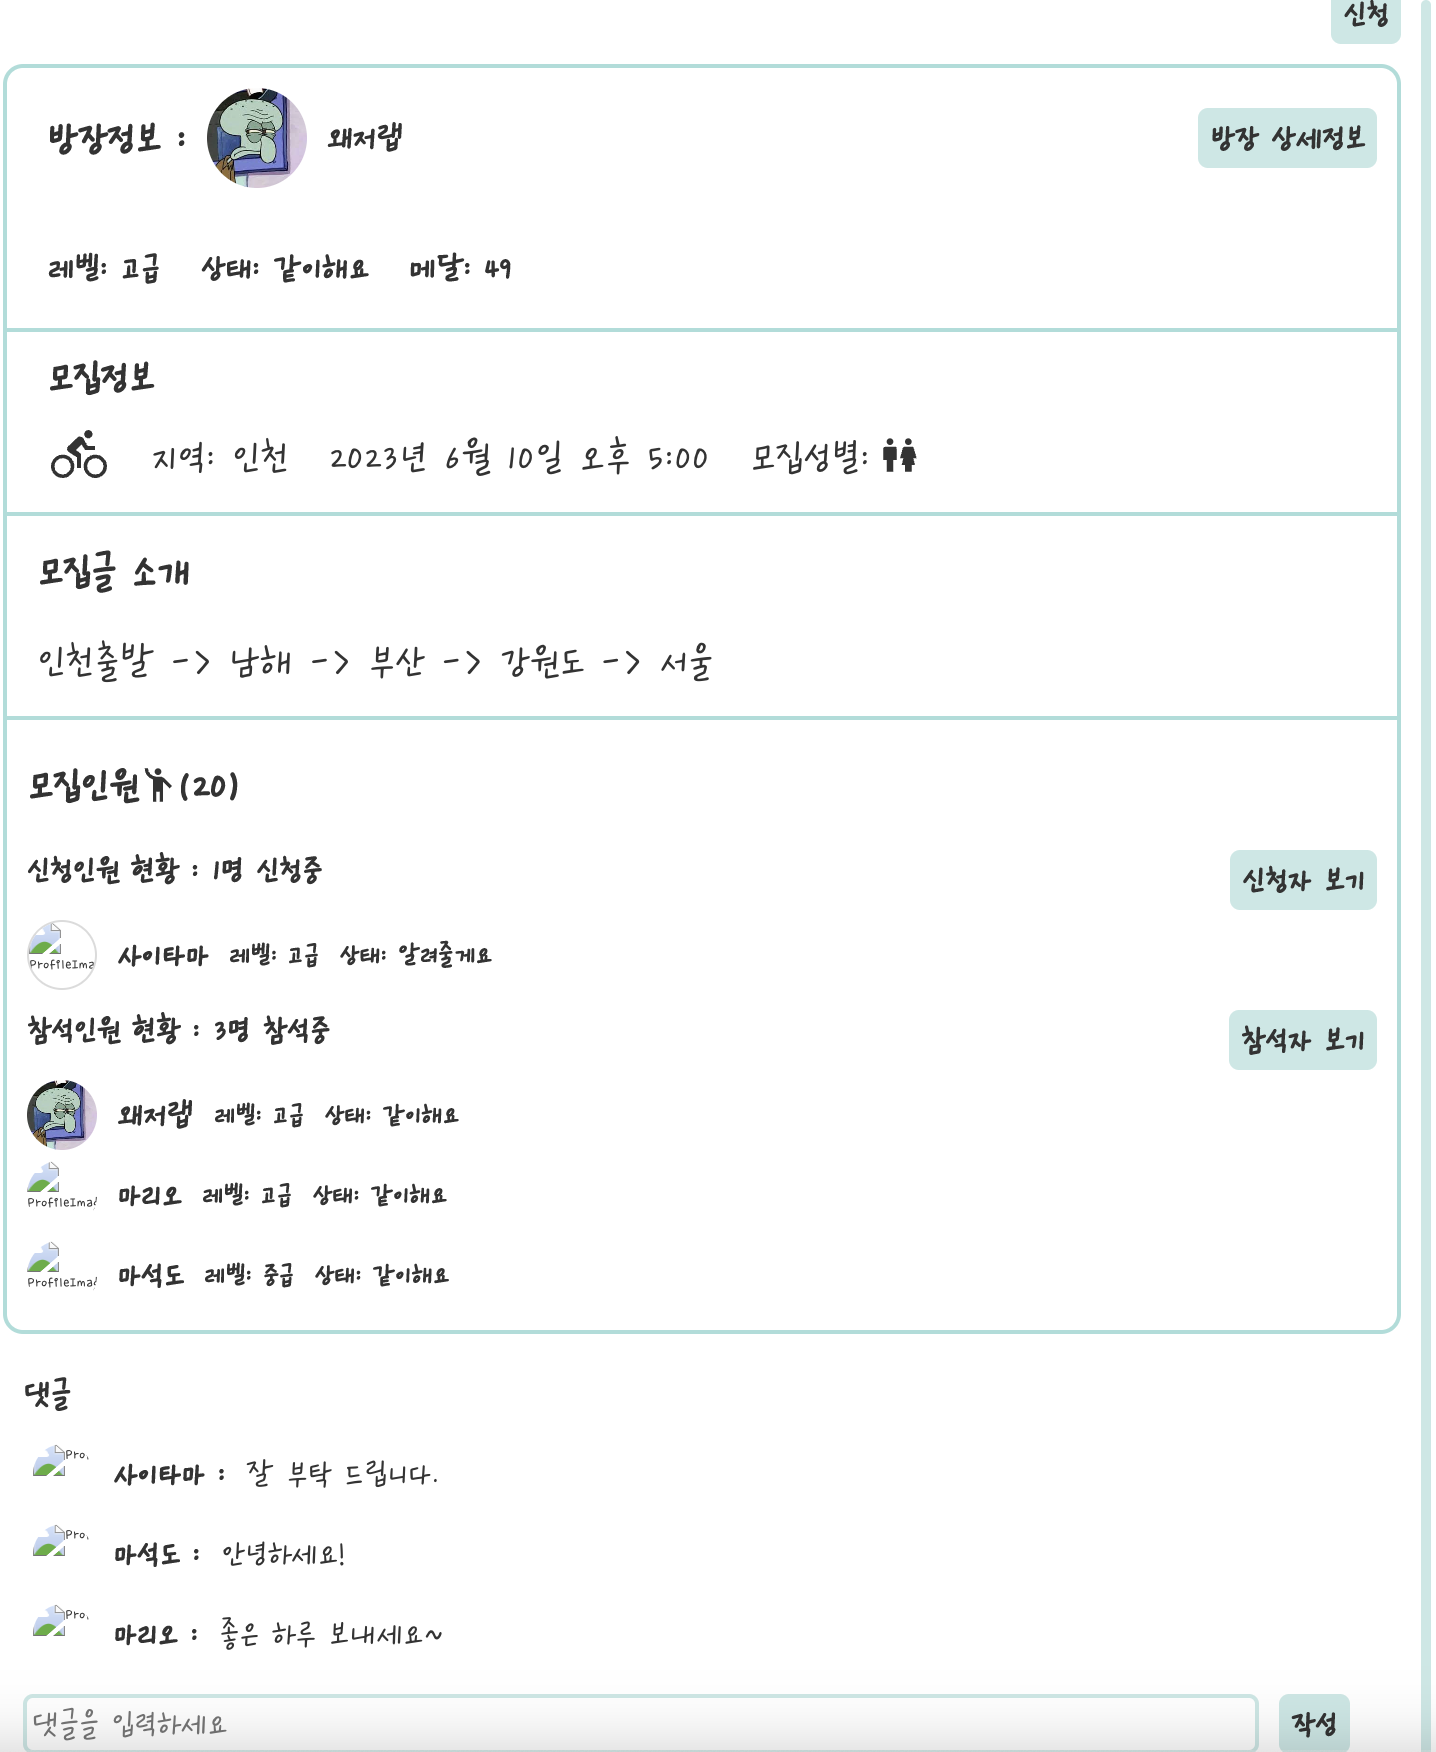 신청
방장정보 : 왜저랩 방장 상세정보
레벨: 고급 상태: 같이해요 메달: 49
모집정보
지역: 인천 2023년 6월 10일 오후 5:00 모집성별:
모집글 소개
인천출발 -> 남해 -> 부산 -> 강원도 -> 서울
모집인원 (20)
신청인원 현황 : 1명 신청중 신청자 보기
ProfileIma
사이타마 레벨: 고급 상태: 알려줄게요
참석인원 현황 : 3명 참석중 참석자 보기
왜저랩 레벨: 고급 상태: 같이해요
마리오 레벨: 고급 상태: 같이해요
ProfileIma
마석도 레벨: 중급 상태: 같이해요
ProfileIma
댓글
Pro
사이타마 : 잘 부탁 드립니다.
Pro
마석도 : 안녕하세요!
Pro
마리오 : 좋은 하루 보내세요~
댓글을 입력하세요 작성